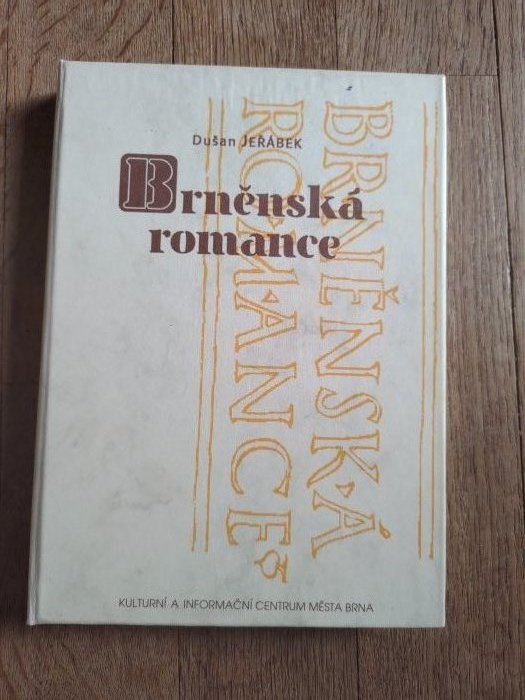 Dušan JEŘÁBEK
Brněnská
romance
BRNĚNSKÁ
ROMANCE
KULTURNÍ A INFORMAČNÍ CENTRUM MĚSTA BRNA